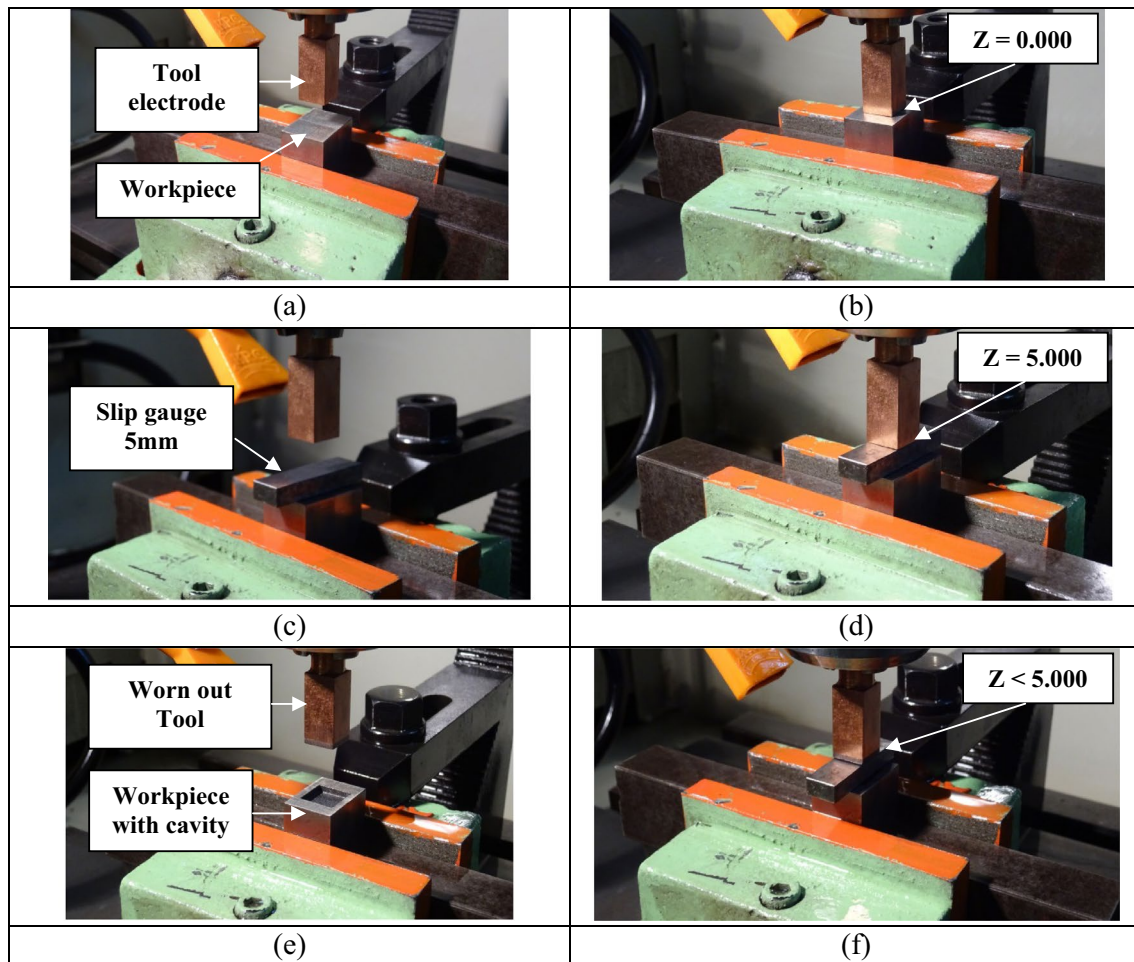 Tool
electrode
Workpiece
Z = 0.000
(a)
(b)
Slip gauge
5mm
Z = 5.000
(c)
(d)
Worn out
Tool
Workpiece
with cavity
Z < 5.000
(e)
(f)